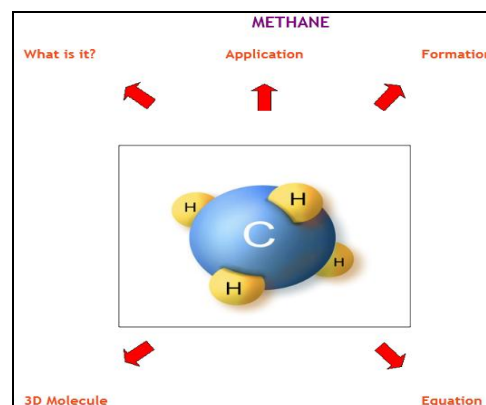 METHANE
What is it?
Application
Formation
H
H
C
H
H
3D Molecule
Equation